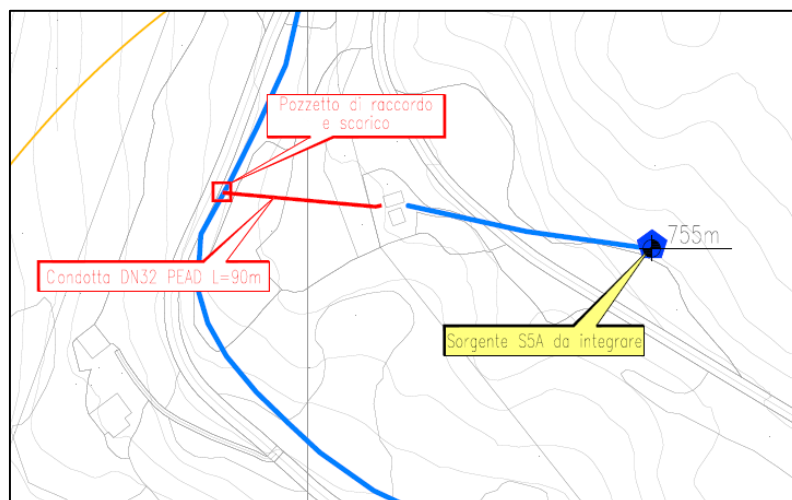 Pozzetto di raccordo
e scarico
755m
Condotta DN32 PEAD L=90m
Sorgente S5A da integrare